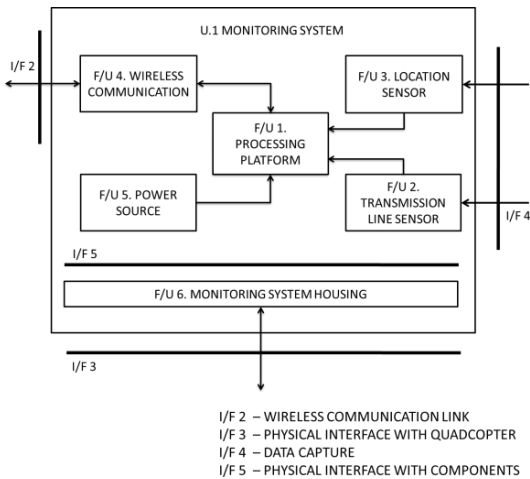 U.1 MONITORING SYSTEM
I/F 2
F/U 4. WIRELESS
COMMUNICATION
F/U 3. LOCATION
SENSOR
F/U 1.
PROCESSING
PLATFORM
F/U 5. POWER
SOURCE
F/U 2.
TRANSMISSION
LINE SENSOR
I/F 4
I/F 5
F/U 6. MONITORING SYSTEM HOUSING
I/F 3
I/F 2 – WIRELESS COMMUNICATION LINK
I/F 3 – PHYSICAL INTERFACE WITH QUADCOPTER
I/F 4 – DATA CAPTURE
I/F 5 – PHYSICAL INTERFACE WITH COMPONENTS